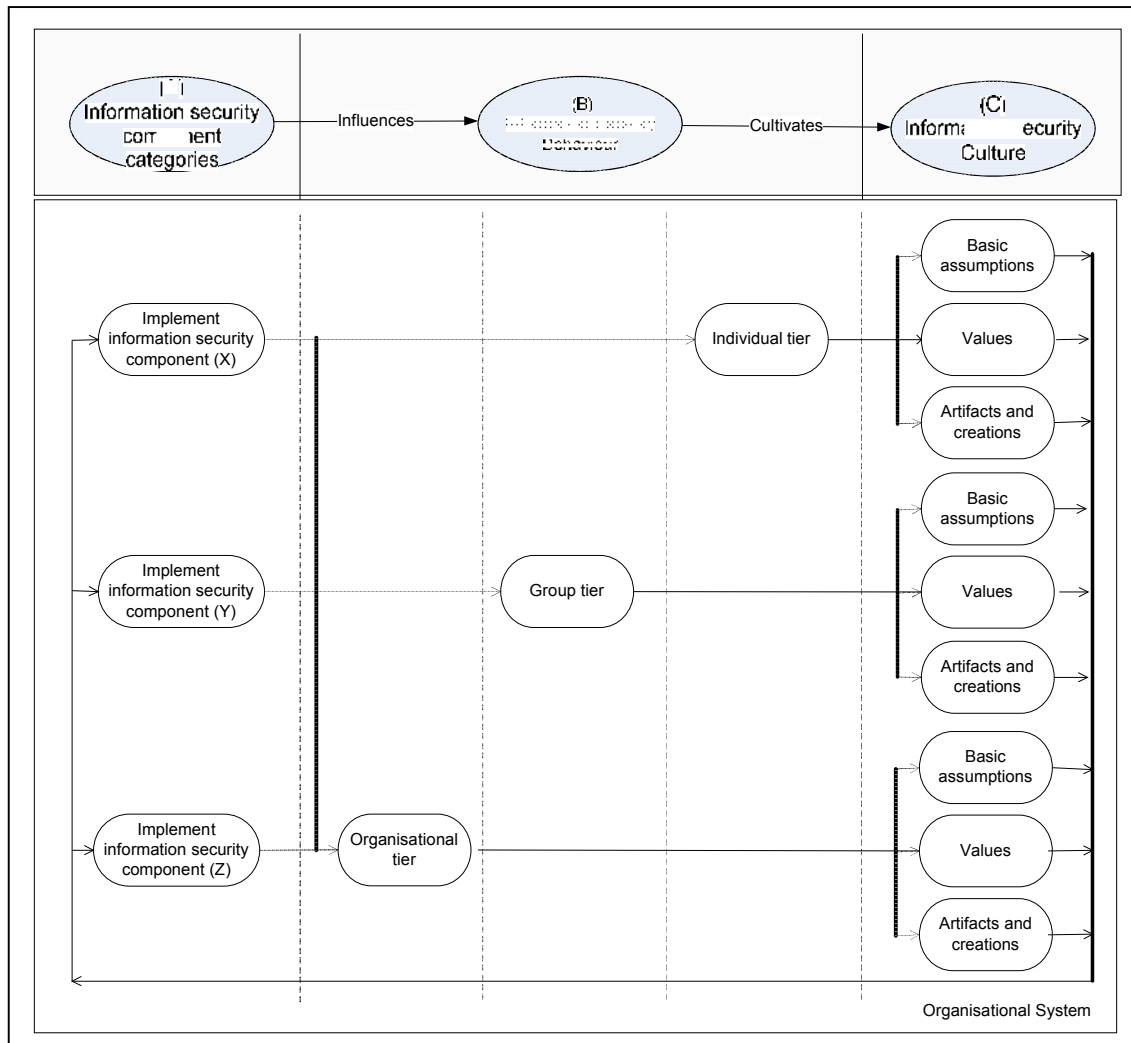 Information security
categories
Influences
(B)
Behaviour
Cultivates
(C)
Culture
Implement
information security
component (X)
Individual tier
Basic
assumptions
Values
Artifacts and
creations
Implement
information security
component (Y)
Group tier
Basic
assumptions
Values
Artifacts and
creations
Implement
information security
component (Z)
Organisational
tier
Basic
assumptions
Values
Artifacts and
creations
Organisational System